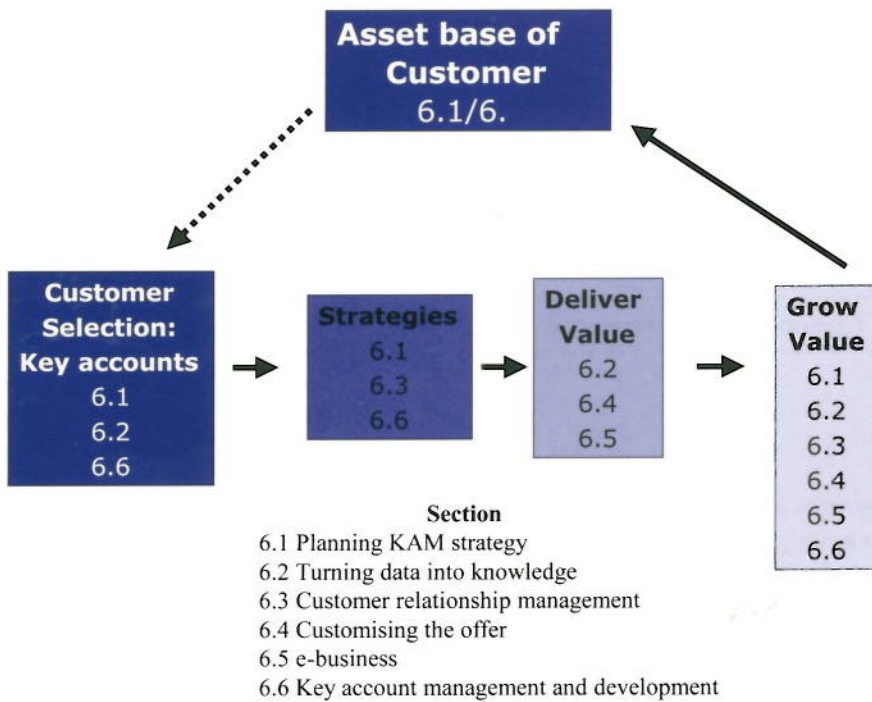 Asset base of
Customer
6.1/6.
Customer
Selection:
Key accounts
6.1
6.2
6.6
Strategies
6.1
6.3
6.6
Deliver
Value
6.2
6.4
6.5
Grow
Value
6.1
6.2
6.3
6.4
6.5
6.6
Section
6.1 Planning KAM strategy
6.2 Turning data into knowledge
6.3 Customer relationship management
6.4 Customising the offer
6.5 e-business
6.6 Key account management and development